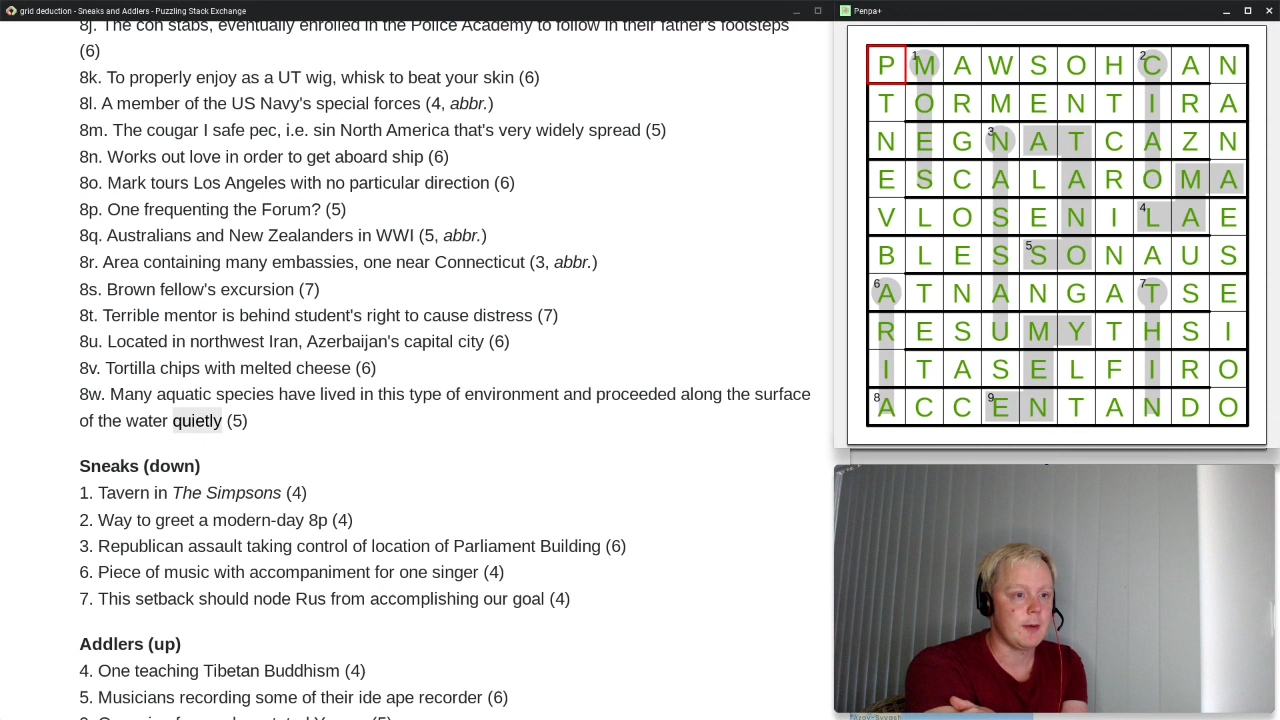 grid deduction - Sneaks and Addlers - Puzzling Stack Exchange
Penpa+
8j. The con stabs, eventually enrolled in the Police Academy to follow in their father's footsteps
(6)
8k. To properly enjoy as a UT wig, whisk to beat your skin (6)
8l. A member of the US Navy's special forces (4, abbr.)
8m. The cougar I safe pec, i.e. sin North America that's very widely spread (5)
8n. Works out love in order to get aboard ship (6)
8o. Mark tours Los Angeles with no particular direction (6)
8p. One frequenting the Forum? (5)
8q. Australians and New Zealanders in WWI (5, abbr.)
8r. Area containing many embassies, one near Connecticut (3, abbr.)
8s. Brown fellow's excursion (7)
8t. Terrible mentor is behind student's right to cause distress (7)
8u. Located in northwest Iran, Azerbaijan's capital city (6)
8v. Tortilla chips with melted cheese (6)
8w. Many aquatic species have lived in this type of environment and proceeded along the surface
of the water quietly (5)
Sneaks (down)
1. Tavern in The Simpsons (4)
2. Way to greet a modern-day 8p (4)
3. Republican assault taking control of location of Parliament Building (6)
6. Piece of music with accompaniment for one singer (4)
7. This setback should node Rus from accomplishing our goal (4)
Addlers (up)
4. One teaching Tibetan Buddhism (4)
5. Musicians recording some of their ide ape recorder (6)
P 1 M A W S O H 2 C A N
T O R M E N T I R A
N E G 3 N A T C A Z N
E S C A L A R O M A
V L O S E N I 4 L A E
B L E S 5 S O N A U S
6 A T N A N G A 7 T S E
R E S U M Y T H S I
I T A S E L F I R O
8 A C C 9 E N T A N D O